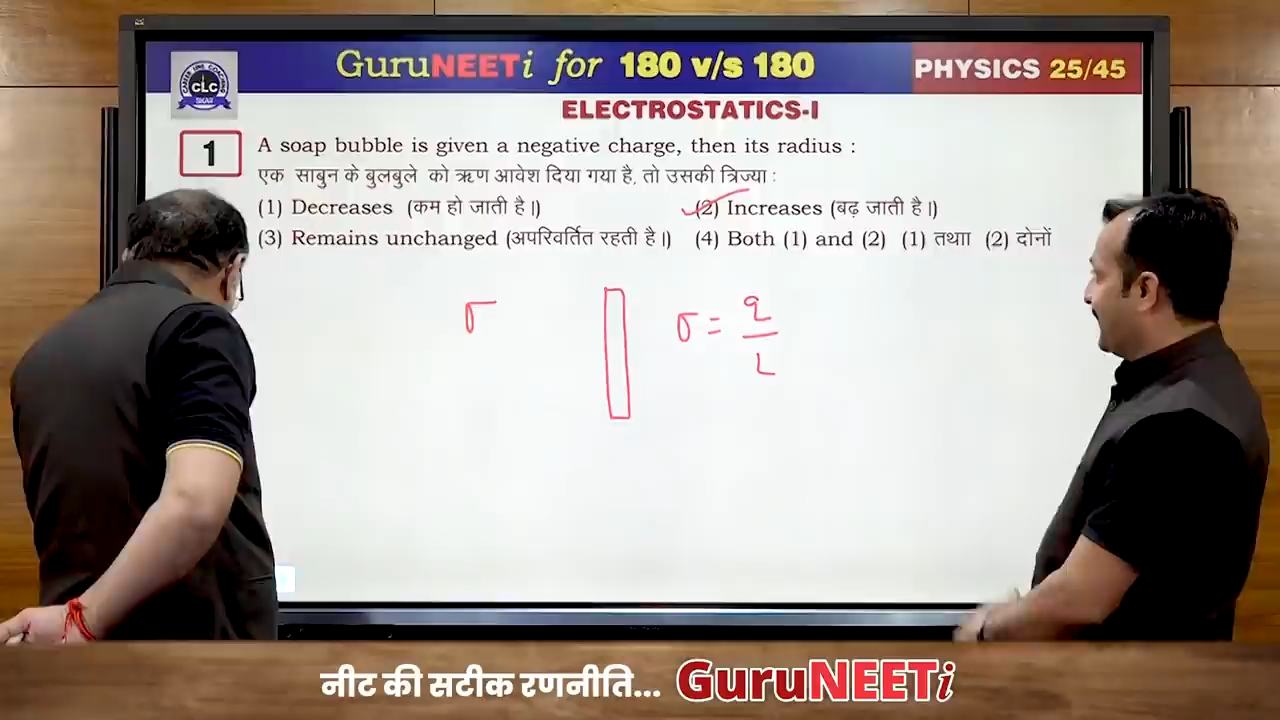 GuruNEETi for 180 v/s 180
PHYSICS 25/45
CLC
SIKAR
ELECTROSTATICS-I
1
A soap bubble is given a negative charge, then its radius :
एक साबुन के बुलबुले को ऋण आवेश दिया गया है, तो उसकी त्रिज्या :
(1) Decreases (कम हो जाती है।)
(2) Increases (बढ़ जाती है।)
(3) Remains unchanged (अपरिवर्तित रहती है।)
(4) Both (1) and (2) (1) तथाा (2) दोनों
σ
σ = q
L
नीट की सटीक रणनीति... GuruNEETi